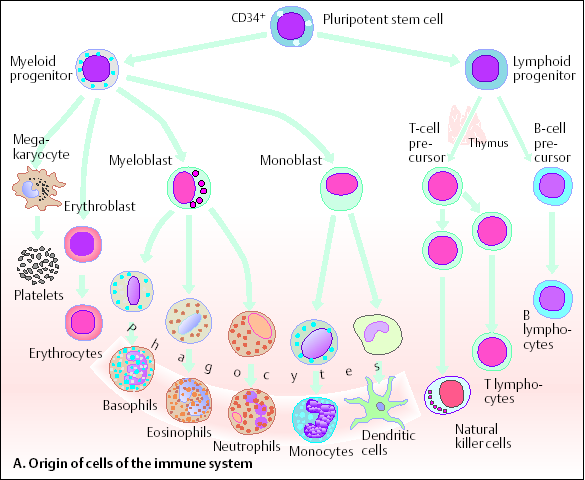 CD34+
Pluripotent stem cell
Myeloid
progenitor
Lymphoid
progenitor
Mega-
karyocyte
Myeloblast
Monoblast
T-cell
pre-
cursor
Thymus
B-cell
pre-
cursor
Erythroblast
Platelets
Erythrocytes
Phagocytes
B
lympho-
cytes
Basophils
Eosinophils
Neutrophils
Monocytes
Dendritic
cells
T lympho-
cytes
Natural
killer cells
A. Origin of cells of the immune system